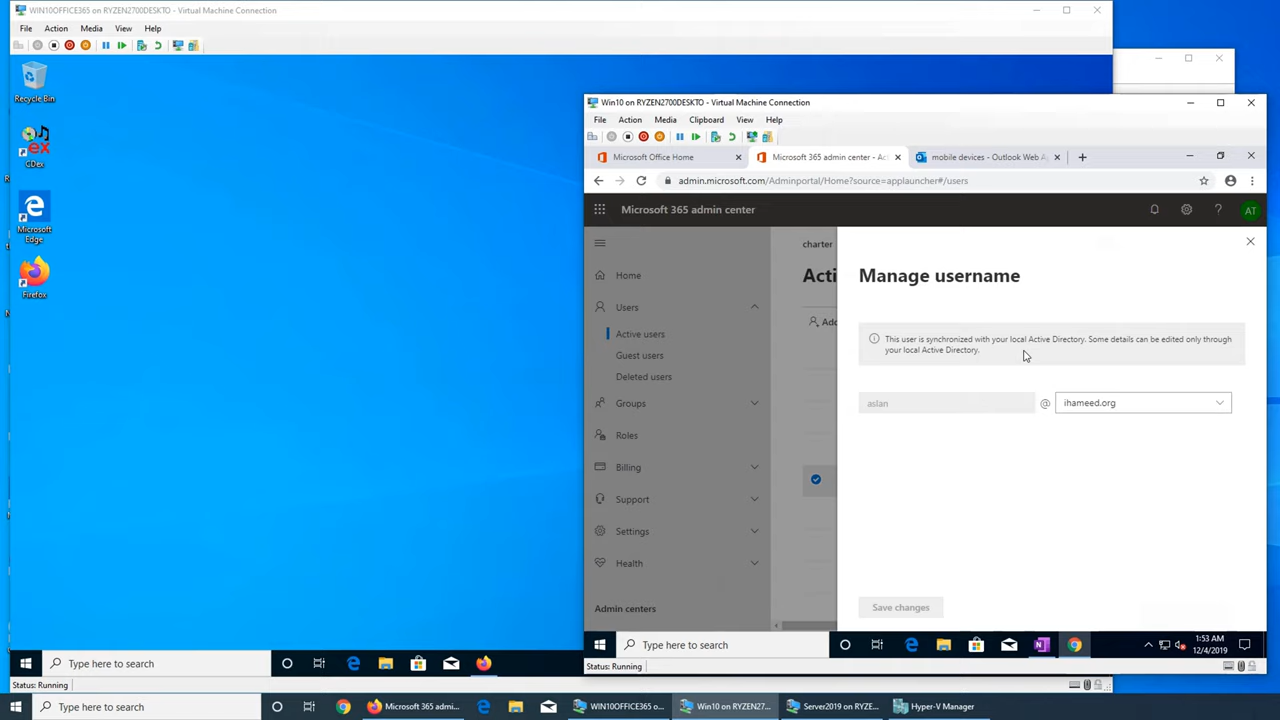 WIN10OFFICE365 on RYZEN2700DESKTO - Virtual Machine Connection
File Action Media View Help
Recycle Bin
CDex
Microsoft
Edge
Firefox
Type here to search
Status: Running
Win10 on RYZEN2700DESKTO - Virtual Machine Connection
File Action Media Clipboard View Help
Microsoft Office Home
Microsoft 365 admin center - Ac
mobile devices - Outlook Web A
admin.microsoft.com/Adminportal/Home?source=applauncher#/users
Microsoft 365 admin center
? AT
Home
Users
Active users
Guest users
Deleted users
Groups
Roles
Billing
Support
Settings
Health
Admin centers
charter
Acti
Add
Manage username
This user is synchronized with your local Active Directory. Some details can be edited only through
your local Active Directory.
aslan @ ihameed.org
Save changes
Type here to search
1:53 AM
12/4/2019
Status: Running
Type here to search
Microsoft 365 admi...
WIN10OFFICE365 o...
Win10 on RYZEN27...
Server2019 on RYZE...
Hyper-V Manager